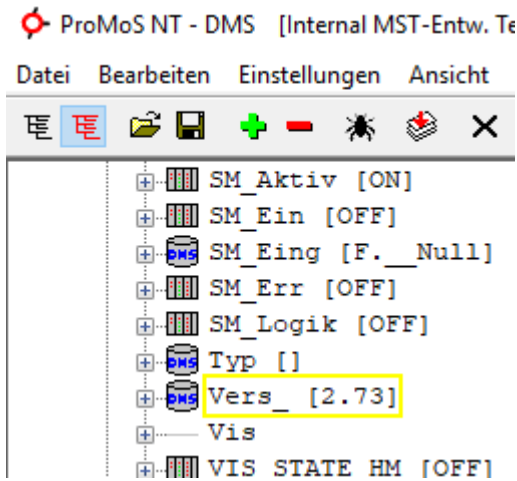 ProMoS NT - DMS [Internal MST-Entw. Te
Datei Bearbeiten Einstellungen Ansicht
SM_Aktiv [ON]
SM_Ein [OFF]
SM_Eing [F.__Null]
SM_Err [OFF]
SM_Logik [OFF]
Typ []
Vers_ [2.73]
Vis
VIS STATE HM [OFF]